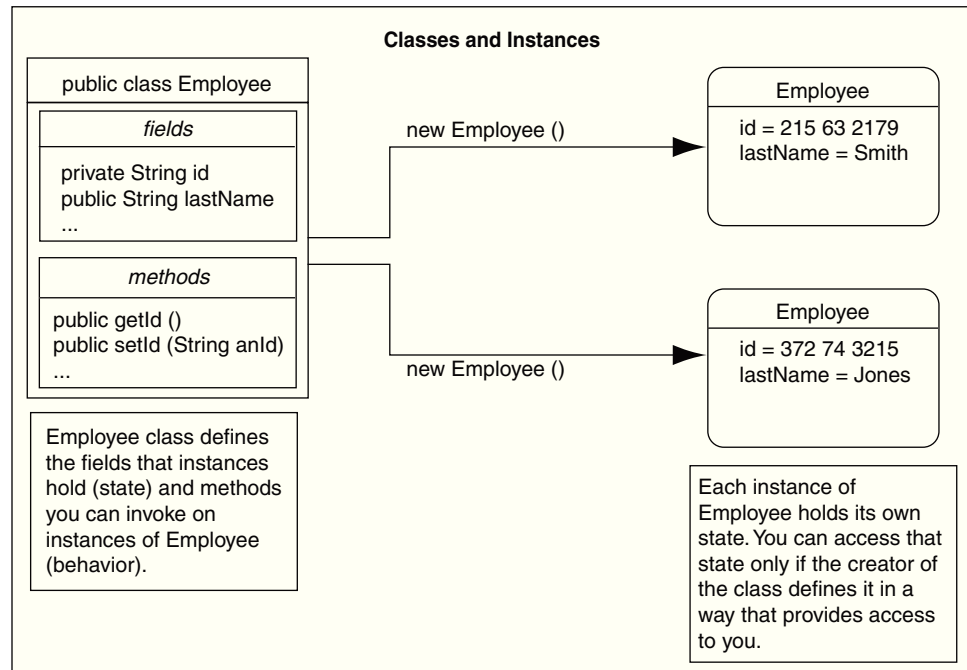 Classes and Instances
public class Employee
fields
private String id
public String lastName
...
methods
public getId ()
public setId (String anId)
...
Employee class defines
the fields that instances
hold (state) and methods
you can invoke on
instances of Employee
(behavior).
new Employee ()
new Employee ()
Employee
id = 215 63 2179
lastName = Smith
Employee
id = 372 74 3215
lastName = Jones
Each instance of
Employee holds its own
state. You can access that
state only if the creator of
the class defines it in a
way that provides access
to you.